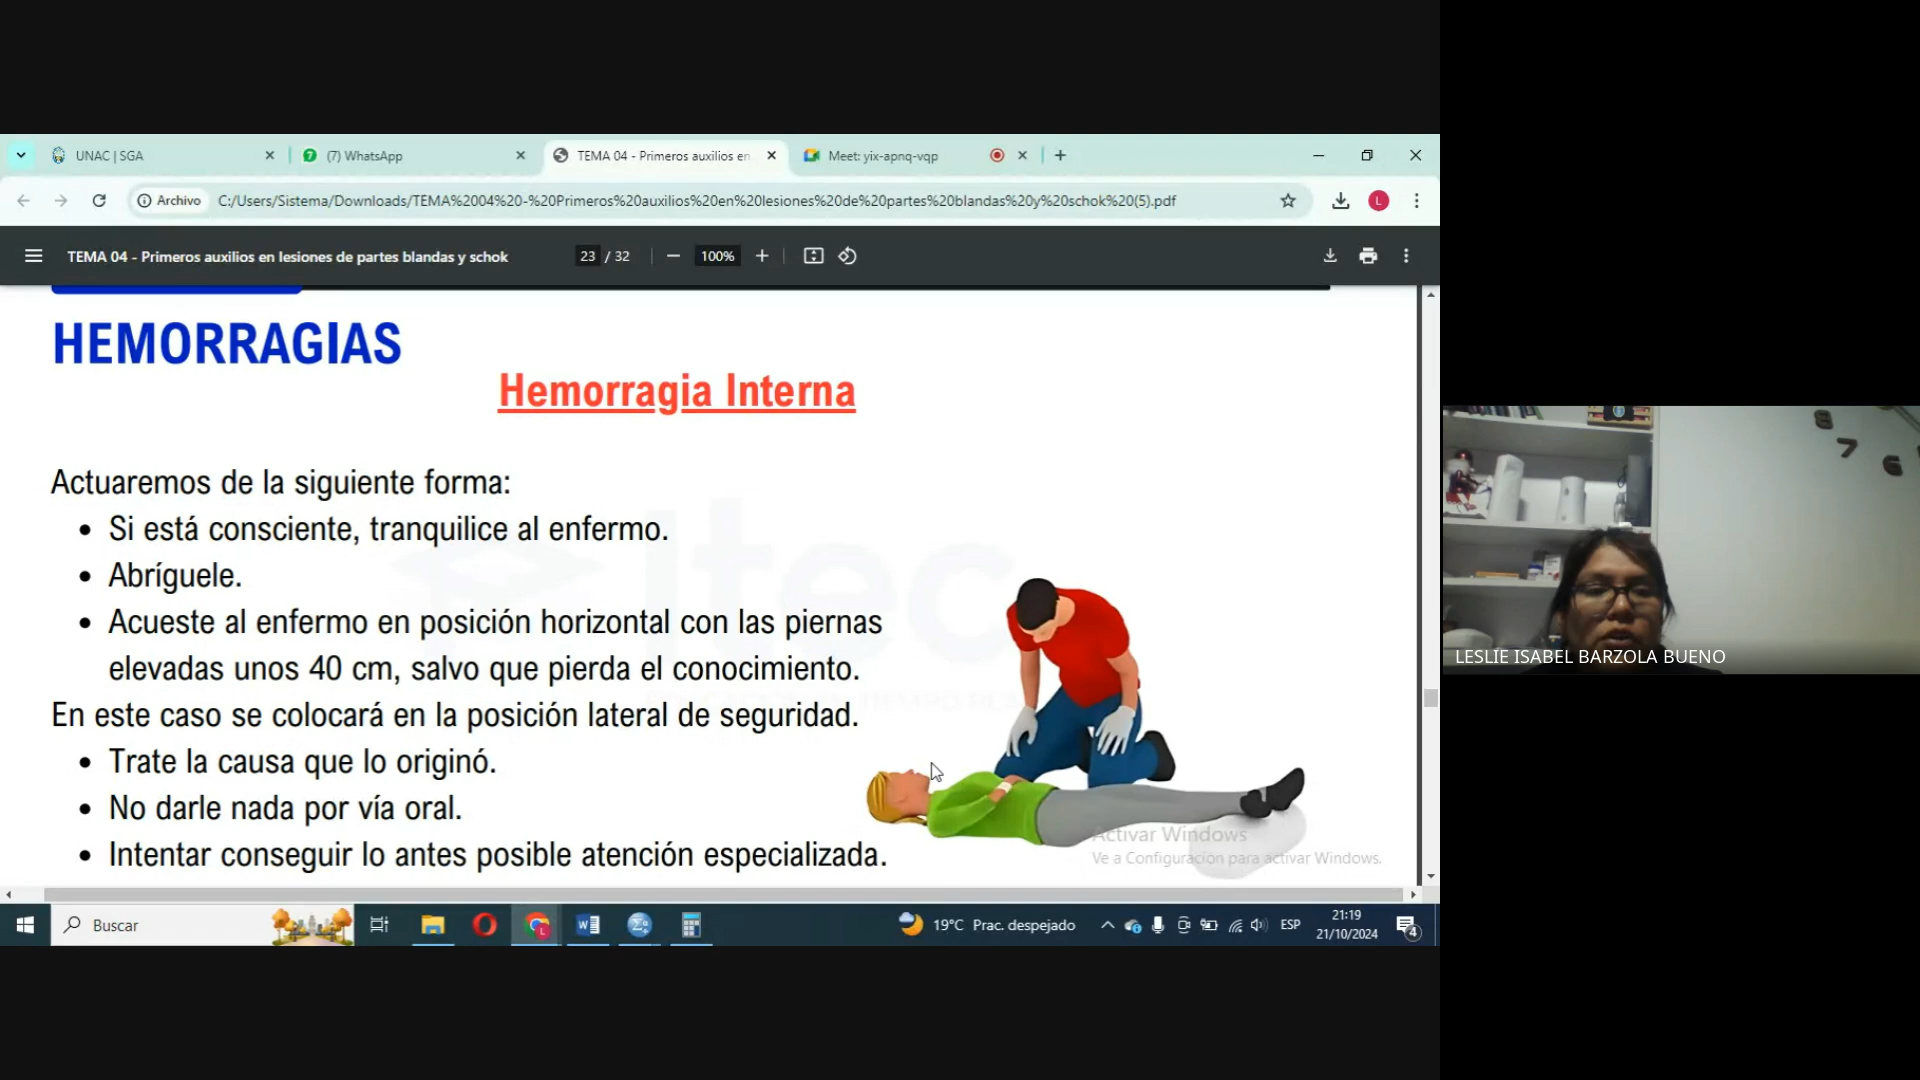 UNAC | SGA
(7) WhatsApp
TEMA 04 - Primeros auxilios en
Meet: yix-apnq-vqp
Archivo
C:/Users/Sistema/Downloads/TEMA%2004%20-%20Primeros%20auxilios%20en%20lesiones%20de%20partes%20blandas%20y%20schok%20(5).pdf
L
TEMA 04 - Primeros auxilios en lesiones de partes blandas y schok
23 / 32
100%
HEMORRAGIAS
Hemorragia Interna
Actuaremos de la siguiente forma:
• Si está consciente, tranquilice al enfermo.
• Abríguele.
• Acueste al enfermo en posición horizontal con las piernas
elevadas unos 40 cm, salvo que pierda el conocimiento.
En este caso se colocará en la posición lateral de seguridad.
• Trate la causa que lo originó.
• No darle nada por vía oral.
• Intentar conseguir lo antes posible atención especializada.
itec
Activar Windows
Ve a Configuración para activar Windows.
8
7
6
LESLIE ISABEL BARZOLA BUENO
Buscar
19°C Prac. despejado
ESP
21:19
21/10/2024
4